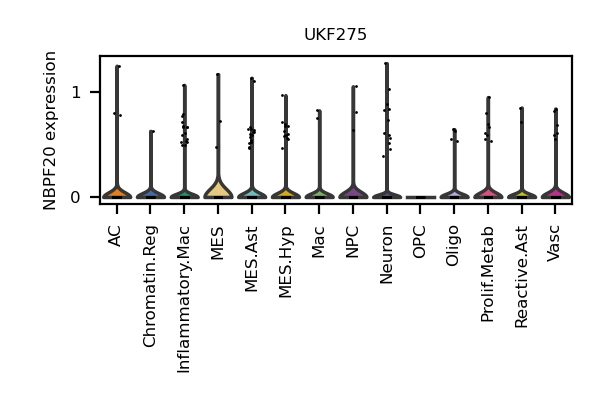 UKF275
NBPF20 expression
1
0
AC
Chromatin.Reg
Inflammatory.Mac
MES
MES.Ast
MES.Hyp
Mac
NPC
Neuron
OPC
Oligo
Prolif.Metab
Reactive.Ast
Vasc